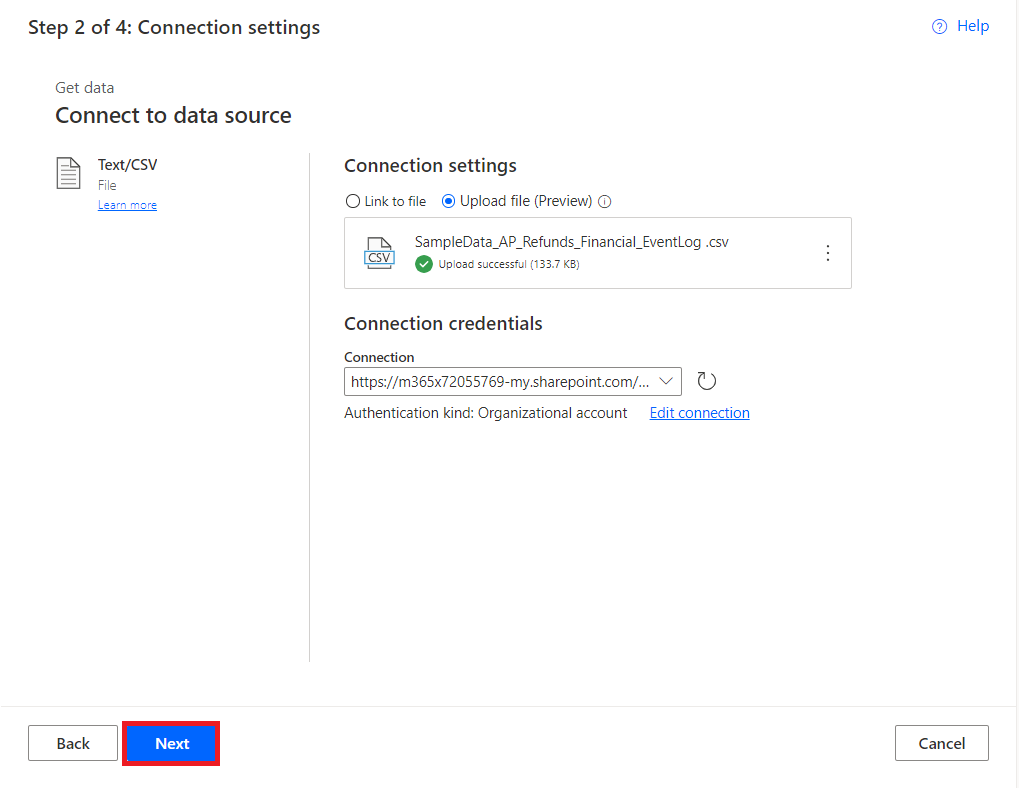 Step 2 of 4: Connection settings
Help
Get data
Connect to data source
Text/CSV
File
Learn more
Connection settings
Link to file
Upload file (Preview)
CSV
SampleData_AP_Refunds_Financial_EventLog .csv
Upload successful (133.7 KB)
Connection credentials
Connection
https://m365x72055769-my.sharepoint.com/...
Authentication kind: Organizational account
Edit connection
Back
Next
Cancel